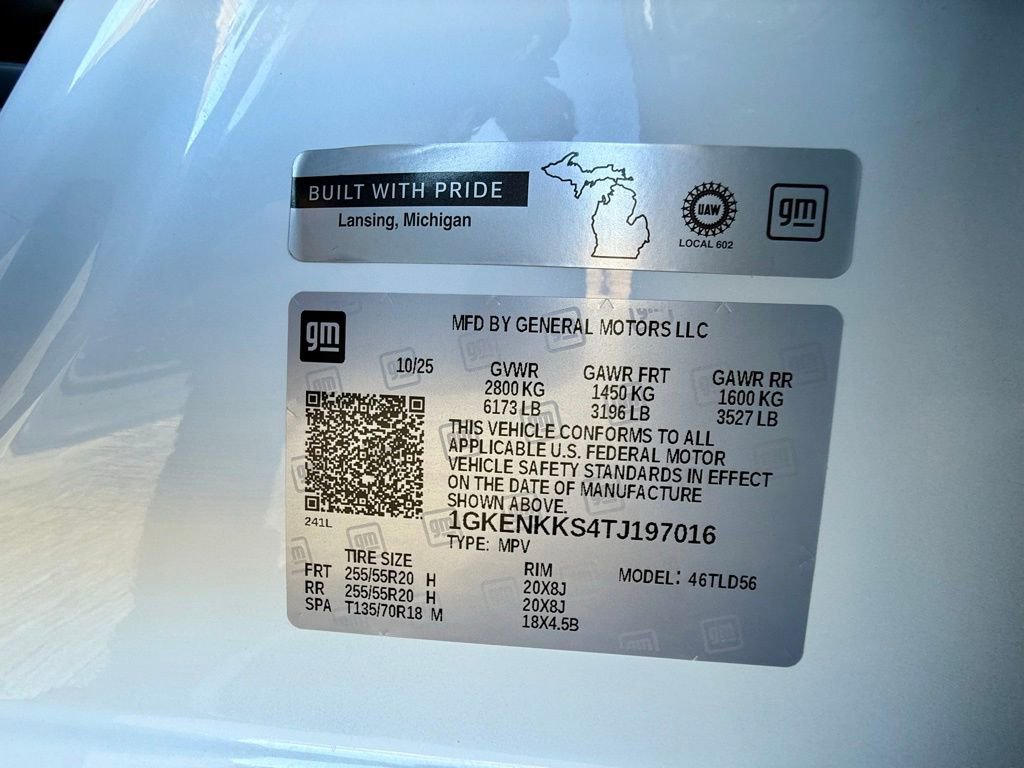 BUILT WITH PRIDE
Lansing, Michigan
UAW
LOCAL 602
gm
gm
MFD BY GENERAL MOTORS LLC
10/25 GVWR GAWR FRT GAWR RR
2800 KG 1450 KG 1600 KG
6173 LB 3196 LB 3527 LB
THIS VEHICLE CONFORMS TO ALL
APPLICABLE U.S. FEDERAL MOTOR
VEHICLE SAFETY STANDARDS IN EFFECT
ON THE DATE OF MANUFACTURE
SHOWN ABOVE.
241L
1GKENKKS4TJ197016
TYPE: MPV
TIRE SIZE RIM MODEL: 46TLD56
FRT 255/55R20 H 20X8J
RR 255/55R20 H 20X8J
SPA T135/70R18 M 18X4.5B